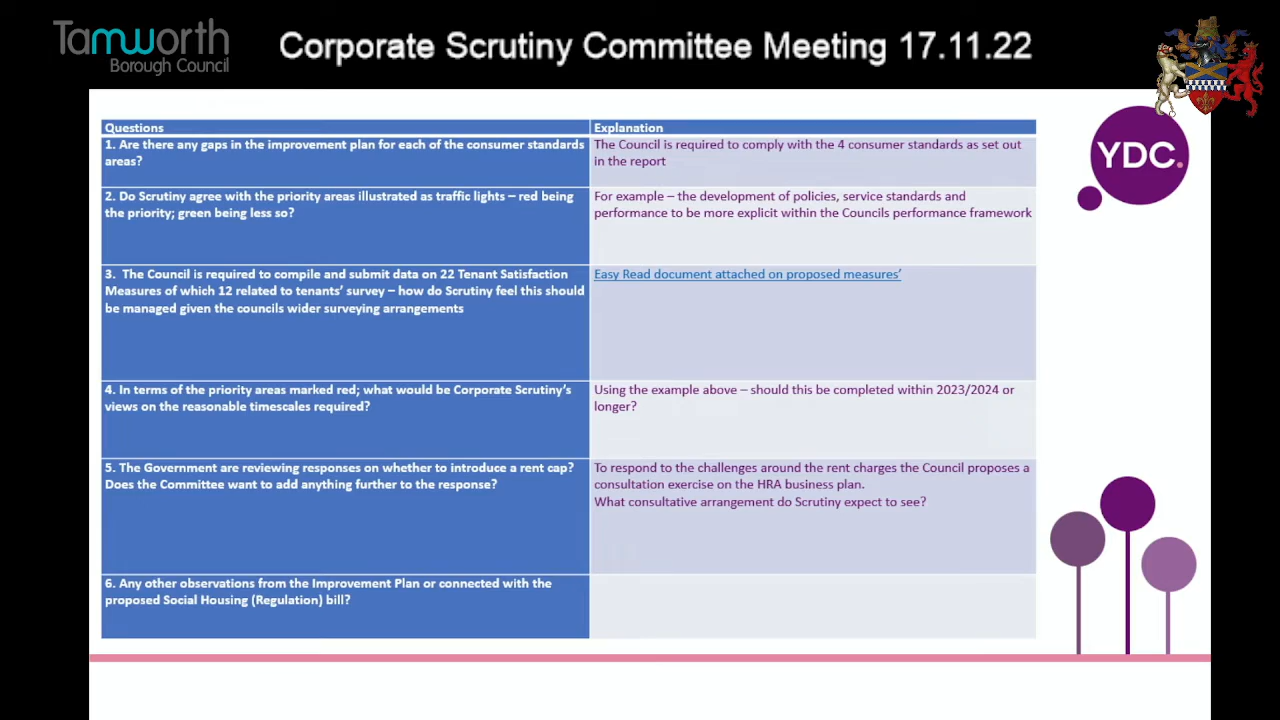 Tamworth
Borough Council
Corporate Scrutiny Committee Meeting 17.11.22
YDC.
Questions
Explanation
1. Are there any gaps in the improvement plan for each of the consumer standards
areas?
The Council is required to comply with the 4 consumer standards as set out
in the report
2. Do Scrutiny agree with the priority areas illustrated as traffic lights – red being
the priority; green being less so?
For example – the development of policies, service standards and
performance to be more explicit within the Councils performance framework
3.  The Council is required to compile and submit data on 22 Tenant Satisfaction
Measures of which 12 related to tenants’ survey – how do Scrutiny feel this should
be managed given the councils wider surveying arrangements
Easy Read document attached on proposed measures’
4. In terms of the priority areas marked red; what would be Corporate Scrutiny’s
views on the reasonable timescales required?
Using the example above – should this be completed within 2023/2024 or
longer?
5. The Government are reviewing responses on whether to introduce a rent cap?
Does the Committee want to add anything further to the response?
To respond to the challenges around the rent charges the Council proposes a
consultation exercise on the HRA business plan.
What consultative arrangement do Scrutiny expect to see?
6. Any other observations from the Improvement Plan or connected with the
proposed Social Housing (Regulation) bill?